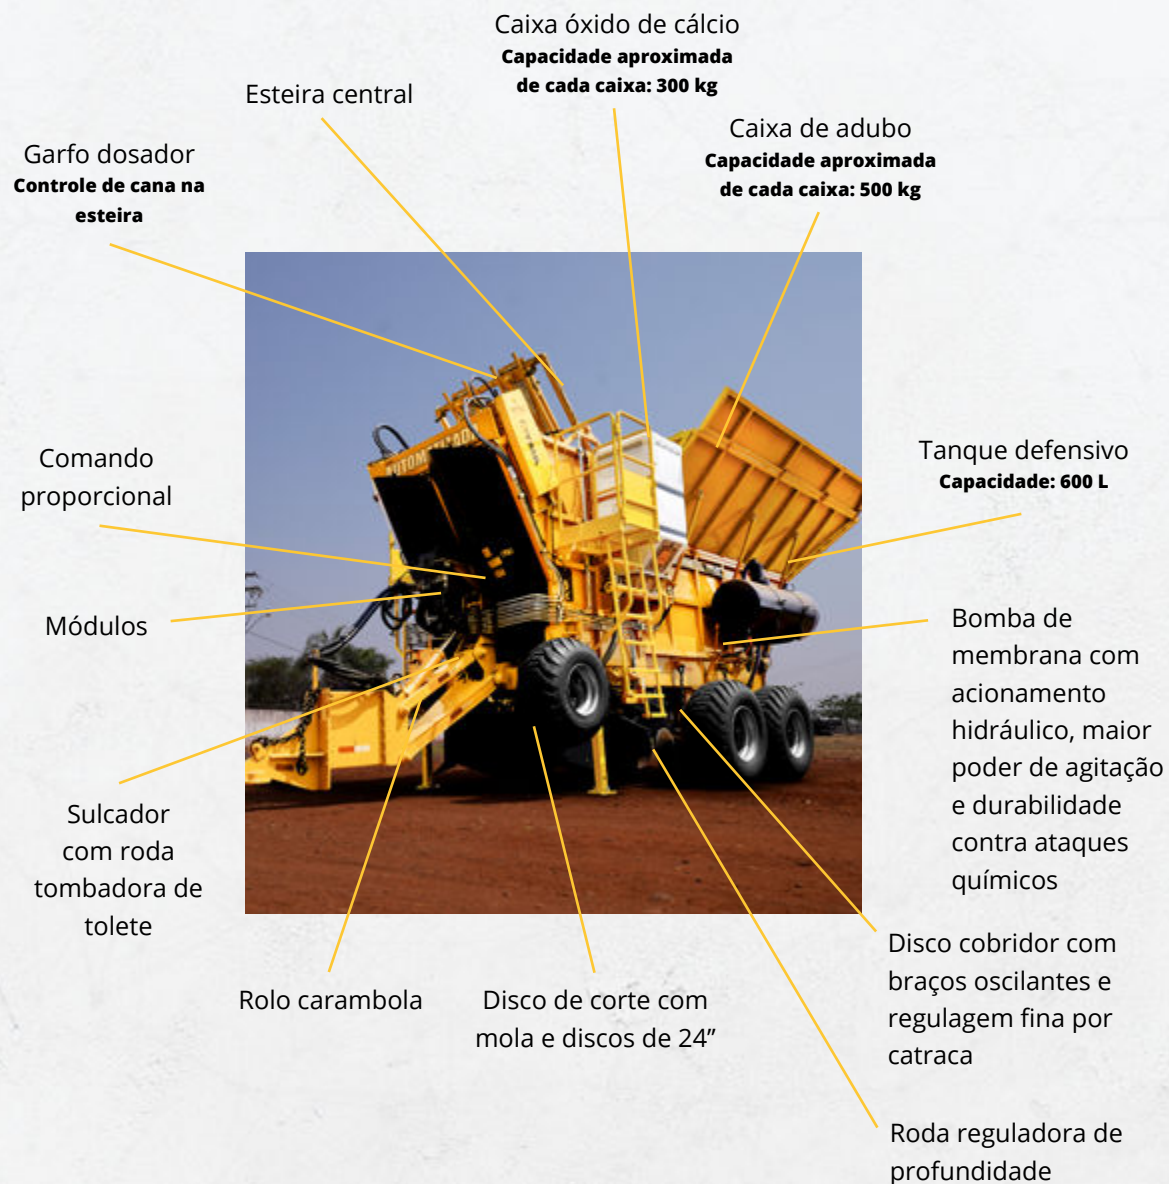 Caixa óxido de cálcio
Capacidade aproximada
de cada caixa: 300 kg
Esteira central
Caixa de adubo
Capacidade aproximada
de cada caixa: 500 kg
Garfo dosador
Controle de cana na
esteira
Comando
proporcional
Tanque defensivo
Capacidade: 600 L
Módulos
Bomba de
membrana com
acionamento
hidráulico, maior
poder de agitação
e durabilidade
contra ataques
químicos
Sulcador
com roda
tombadora de
tolete
Rolo carambola
Disco de corte com
mola e discos de 24”
Disco cobridor com
braços oscilantes e
regulagem fina por
catraca
Roda reguladora de
profundidade